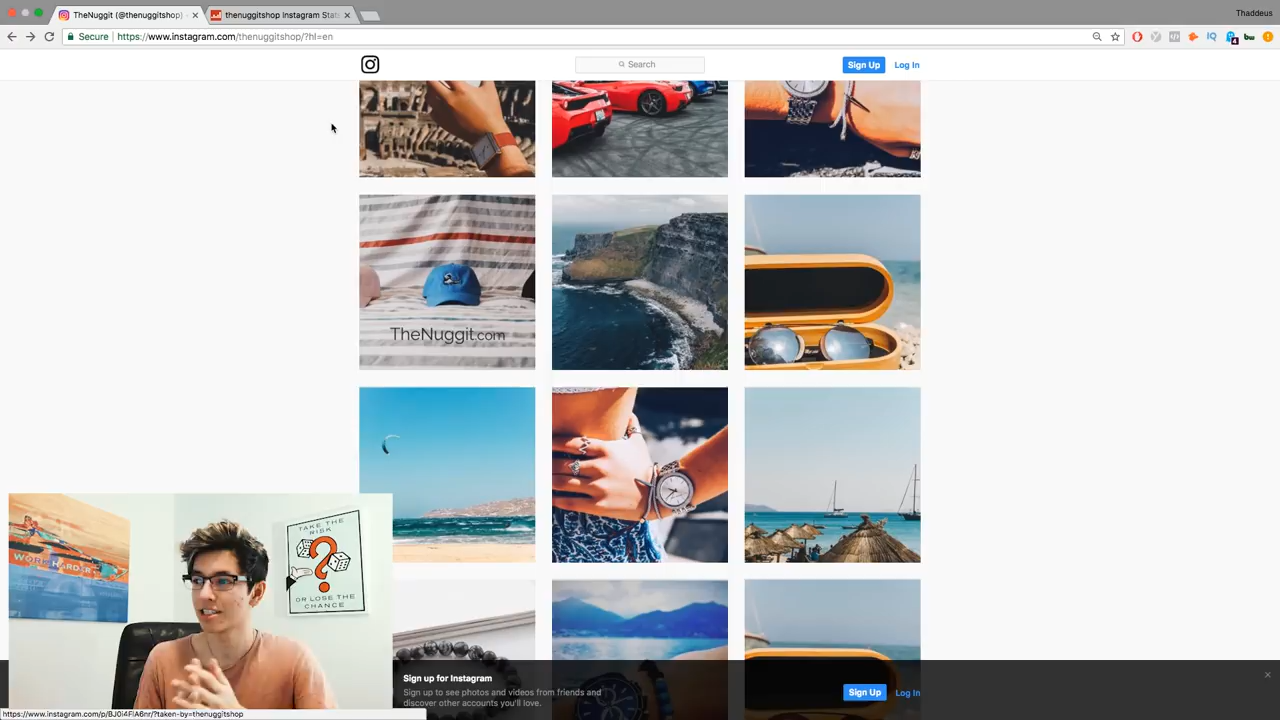 TheNuggit (@thenuggitshop) ·
thenuggitshop instagram Stat
Thaddeus
Secure
https://www.instagram.com/thenuggitshop/?hl=en
Search
Sign Up
Log In
TheNuggit.com
WORK HARDER
TAKE THE
RISK
OR LOSE THE
CHANCE
Sign up for Instagram
Sign up to see photos and videos from friends and
discover other accounts you'll love.
Sign Up
Log In
https://www.instagram.com/p/BJ0i4FlA6nr/?taken-by=thenuggitshop